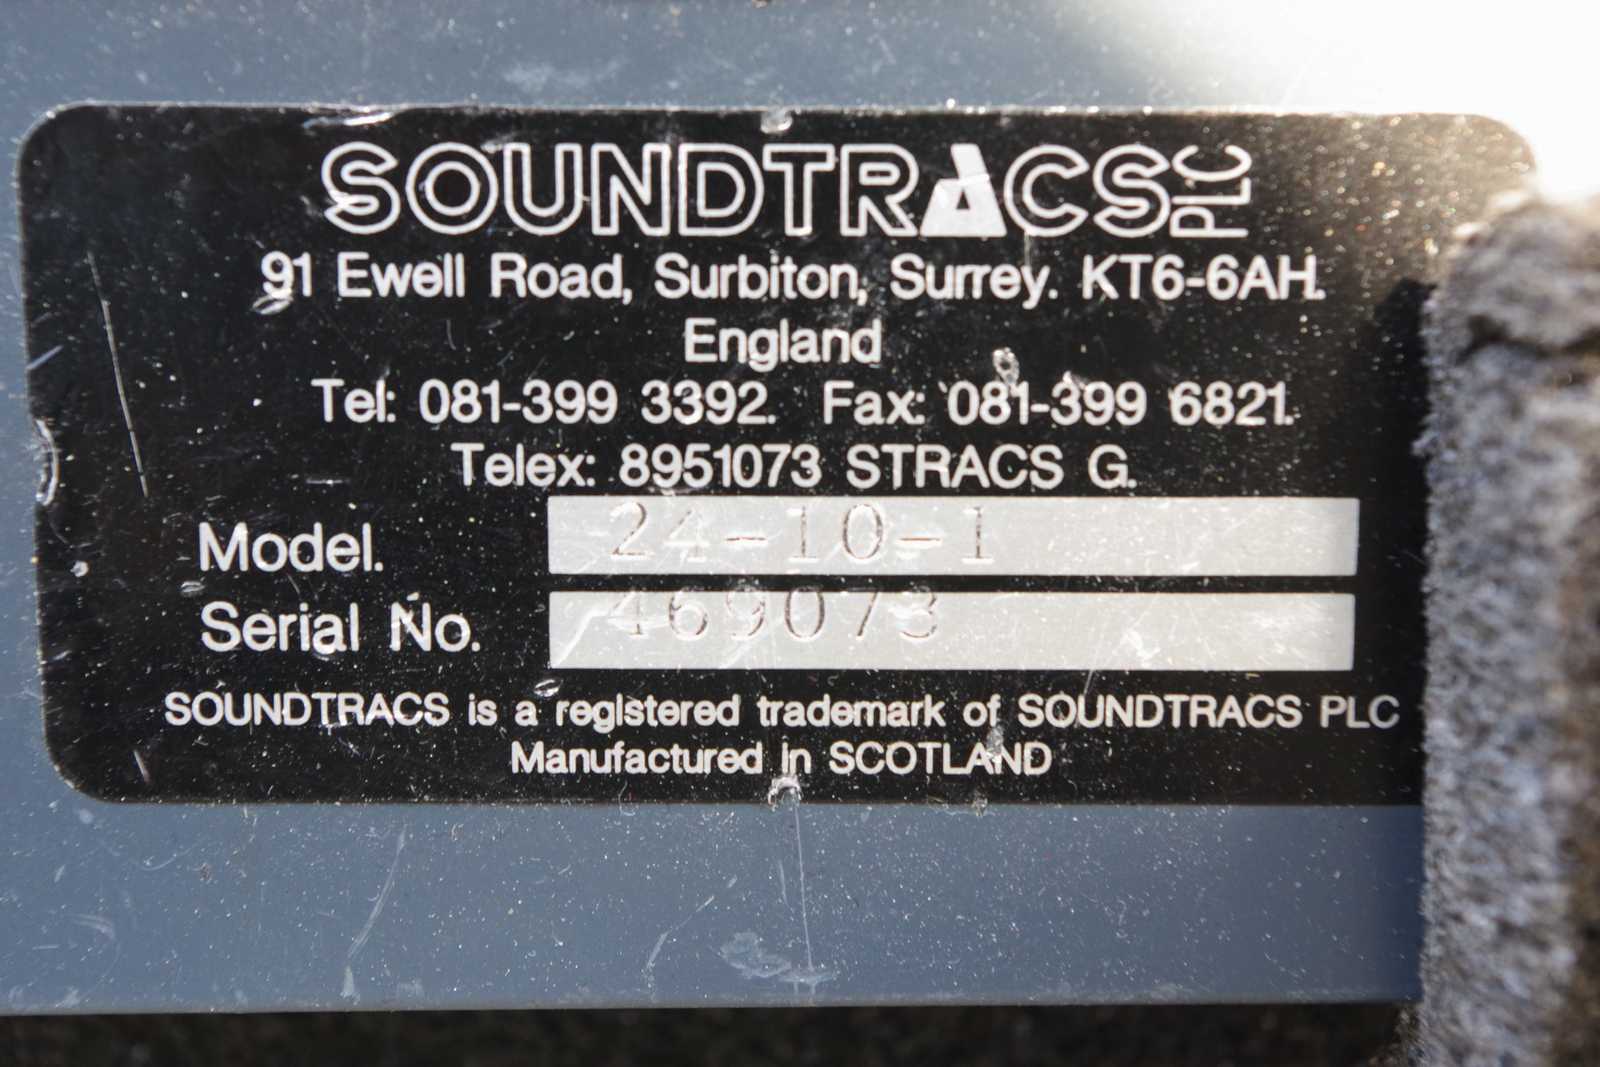 SOUNDTRACS PLC
91 Ewell Road, Surbiton, Surrey. KT6-6AH.
England
Tel: 081-399 3392. Fax: 081-399 6821.
Telex: 8951073 STRACS G.
Model. 24-10-1
Serial No. 469073
SOUNDTRACS is a registered trademark of SOUNDTRACS PLC
Manufactured in SCOTLAND